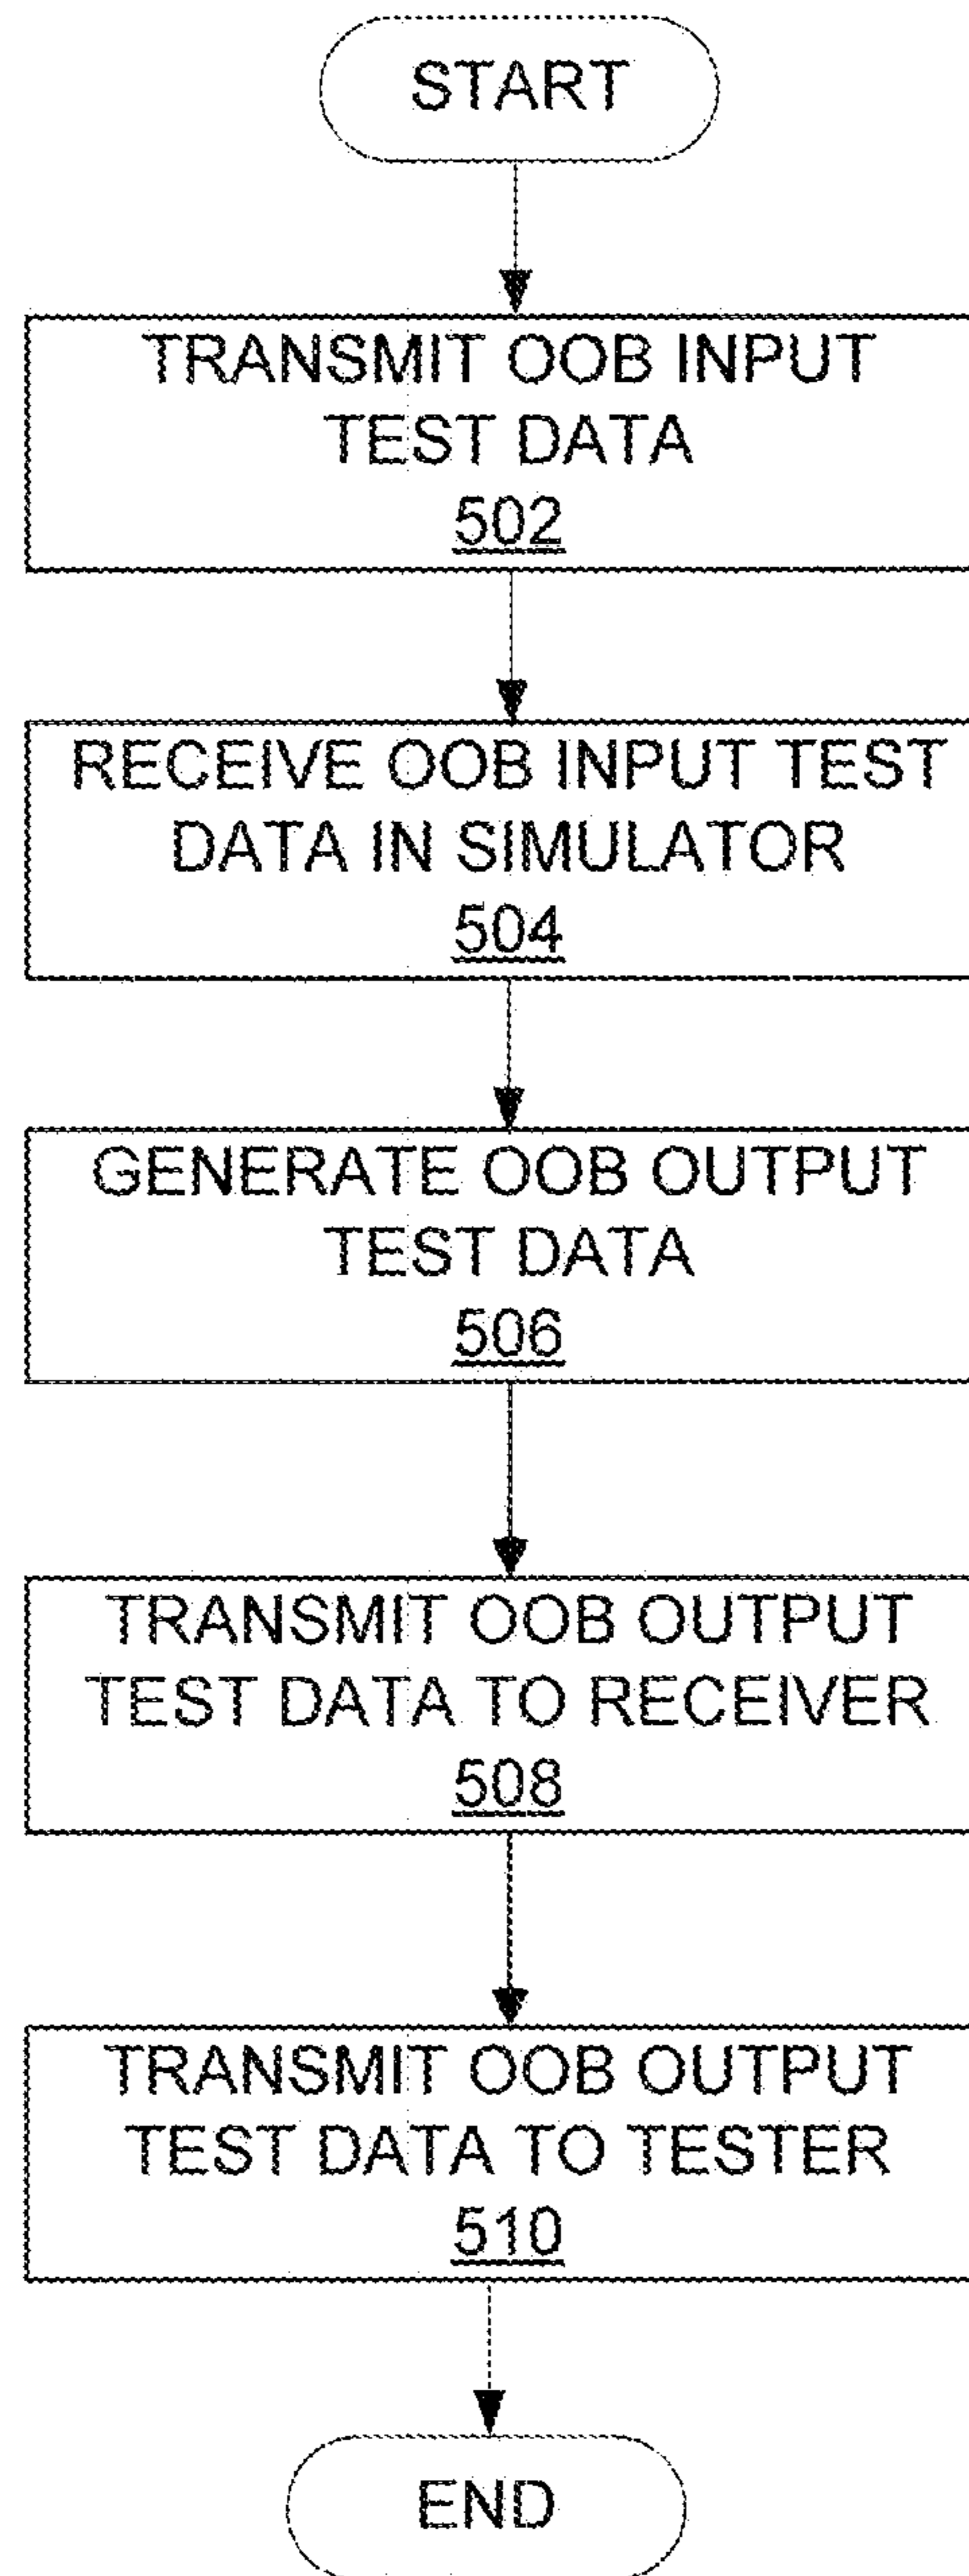 START
TRANSMIT OOB INPUT
TEST DATA
502
RECEIVE OOB INPUT TEST
DATA IN SIMULATOR
504
GENERATE OOB OUTPUT
TEST DATA
506
TRANSMIT OOB OUTPUT
TEST DATA TO RECEIVER
508
TRANSMIT OOB OUTPUT
TEST DATA TO TESTER
510
END